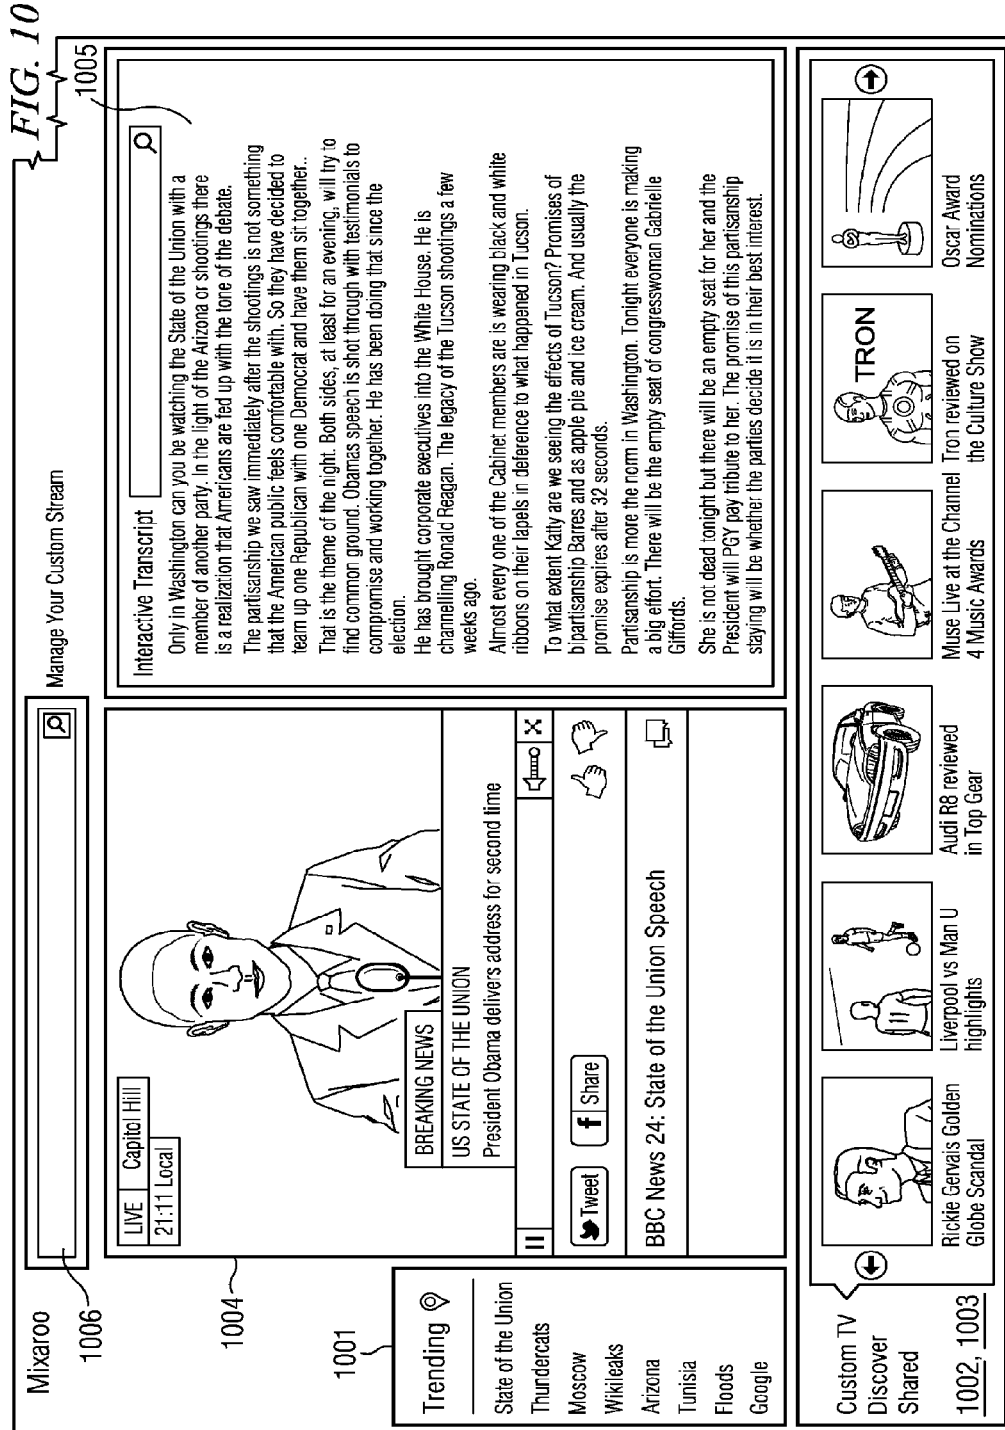 FIG. 10
Mixaroo
1006
Manage Your Custom Stream
1005
1004
LIVE Capitol Hill
21:11 Local
BREAKING NEWS
US STATE OF THE UNION
President Obama delivers address for second time
Tweet
f Share
BBC News 24: State of the Union Speech
Interactive Transcript
Only in Washington can you be watching the State of the Union with a
member of another party. In the light of the Arizona or shootings there
is a realization that Americans are fed up with the tone of the debate.
The partisanship we saw immediately after the shootings is not something
that the American public feels comfortable with. So they have decided to
team up one Republican with one Democrat and have them sit together..
That is the theme of the night. Both sides, at least for an evening, will try to
find common ground. Obamas speech is shot through with testimonials to
compromisa and working together. He has been doing that since the
election.
He has brought corporate executives into the White House. He is
channelling Ronald Reagan. The legacy of the Tucson shootings a few
weeks ago.
Almost every one of the Cabinet members are is wearing black and white
ribbons on their lapels in deference to what happened in Tucson.
To what extent Katty are we seeing the effects of Tucson? Promises of
bipartisanship Barres and as apple pie and ice cream. And usually the
promise expires after 32 seconds.
Partisanship is more the norm in Washington. Tonight everyone is making
a big effort. There will be the empty seat of congresswoman Gabrielle
Giffords.
She is not dead tonight but there will be an empty seat for her and the
President will PGY pay tribute to her. The promise of this partisanship
staying will be whether the parties decide it is in their best interest.
1001
Trending
State of the Union
Thundercats
Moscow
Wikileaks
Arizona
Tunisia
Floods
Google
Custom TV
Discover
Shared
1002, 1003
Rickie Gervais Golden
Globe Scandal
11
Liverpool vs Man U
highlights
Audi R8 reviewed
in Top Gear
Muse Live at the Channel
4 Music Awards
TRON
Tron reviewed on
the Culture Show
Oscar Award
Nominations